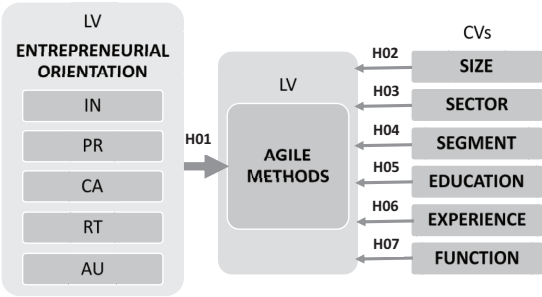 LV
ENTREPRENEURIAL
ORIENTATION
IN
PR
CA
RT
AU
H01
LV
AGILE
METHODS
CVs
H02
SIZE
H03
SECTOR
H04
SEGMENT
H05
EDUCATION
H06
EXPERIENCE
H07
FUNCTION